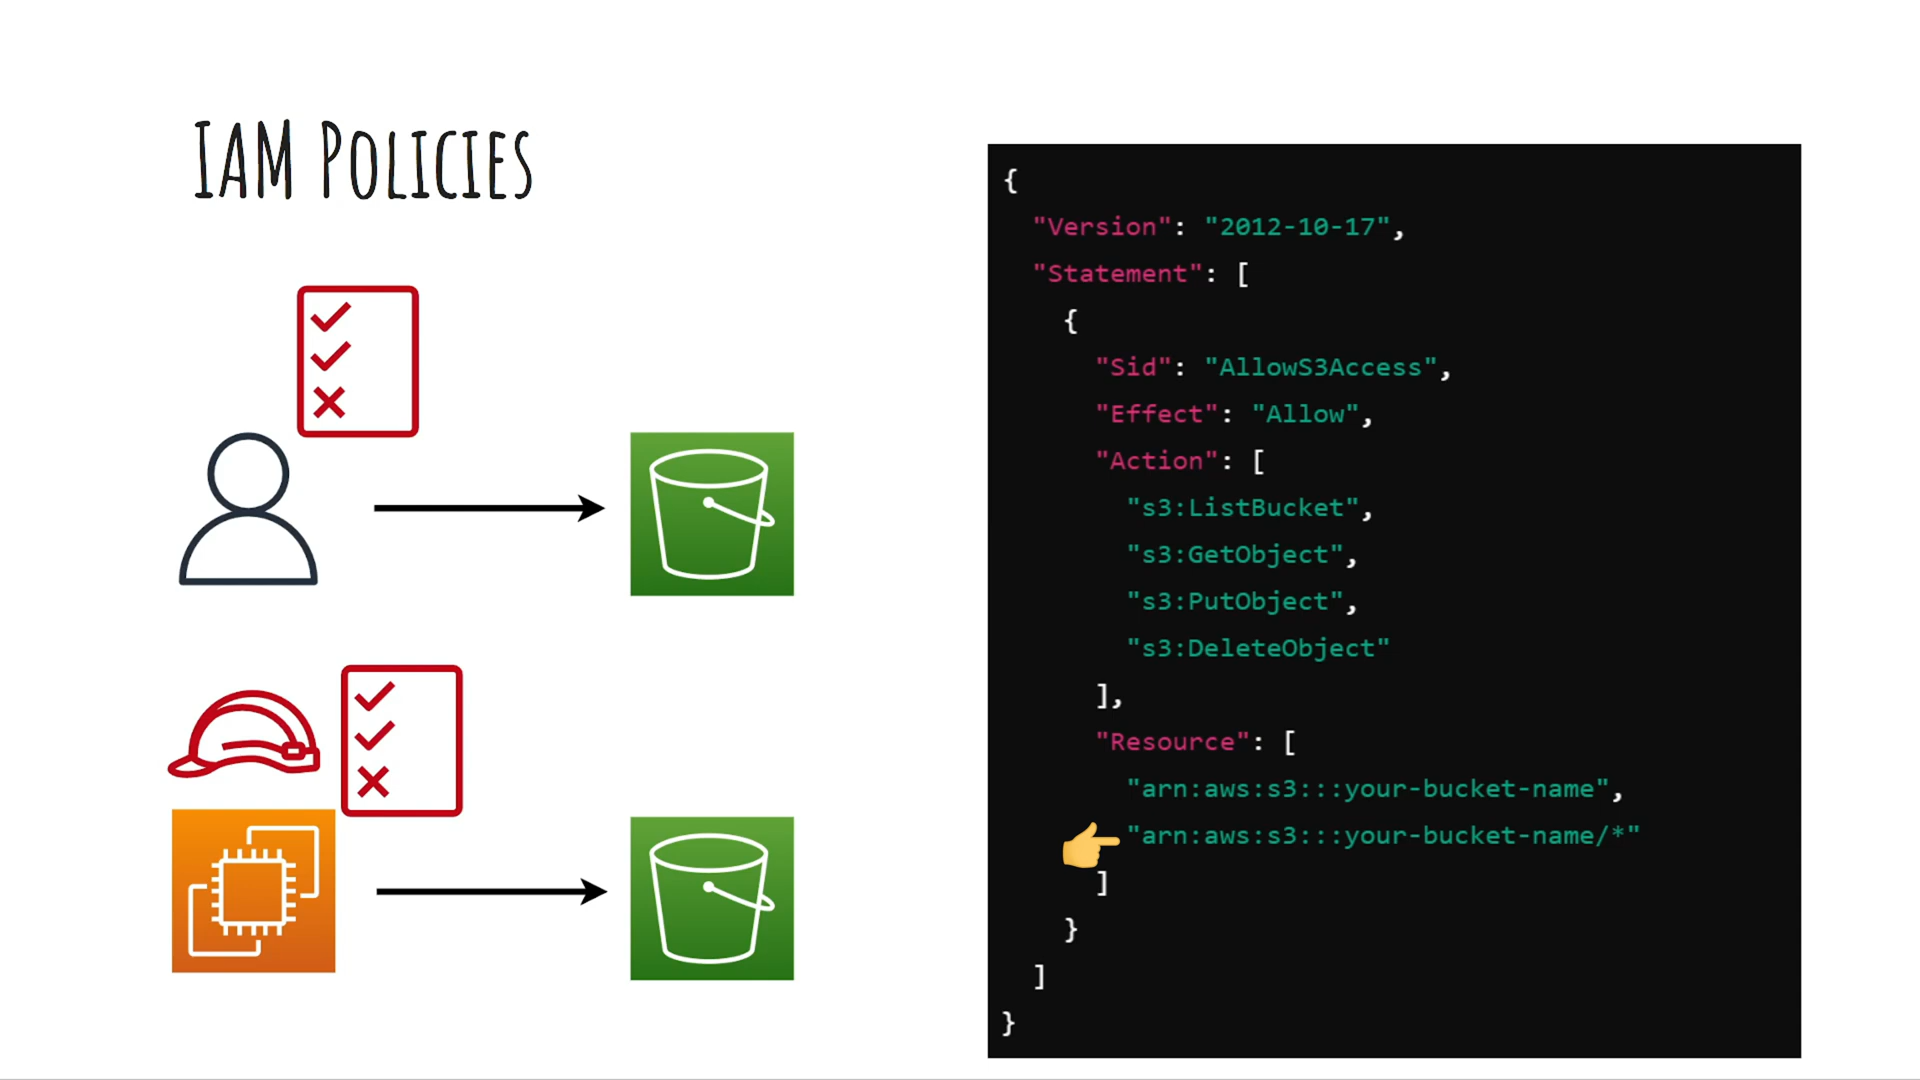 IAM Policies
{
"Version": "2012-10-17",
"Statement": [
{
"Sid": "AllowS3Access",
"Effect": "Allow",
"Action": [
"s3:ListBucket",
"s3:GetObject",
"s3:PutObject",
"s3:DeleteObject"
],
"Resource": [
"arn:aws:s3:::your-bucket-name",
"arn:aws:s3:::your-bucket-name/*"
]
}
]
}